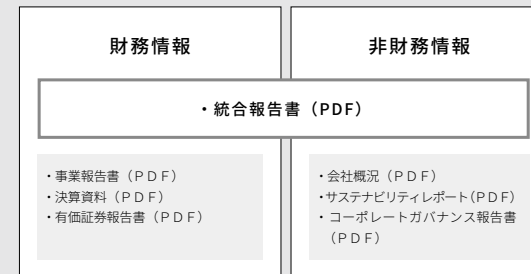 財務情報
非財務情報
・統合報告書（PDF）
・事業報告書（ＰＤＦ）
・決算資料（ＰＤＦ）
・有価証券報告書（ＰＤＦ）
・会社概況（ＰＤＦ）
・サステナビリティレポート（ＰＤＦ）
・コーポレートガバナンス報告書
（ＰＤＦ）